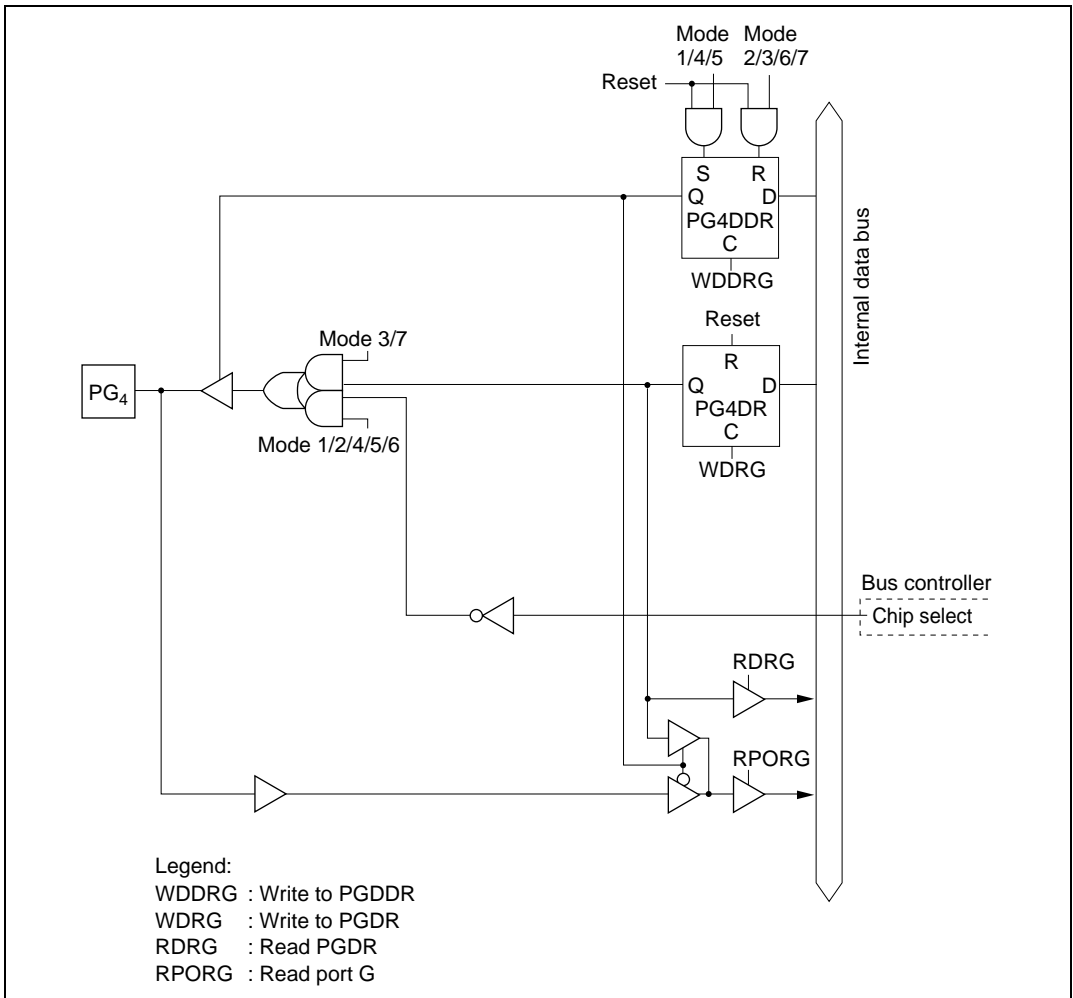 Mode Mode
1/4/5 2/3/6/7
Reset
S R
Q D
PG4DDR
C
WDDRG
Internal data bus
Reset
Mode 3/7
R
PG₄
Q D
PG4DR
C
Mode 1/2/4/5/6
WDRG
Bus controller
Chip select
RDRG
RPORG
Legend:
WDDRG : Write to PGDDR
WDRG : Write to PGDR
RDRG : Read PGDR
RPORG : Read port G